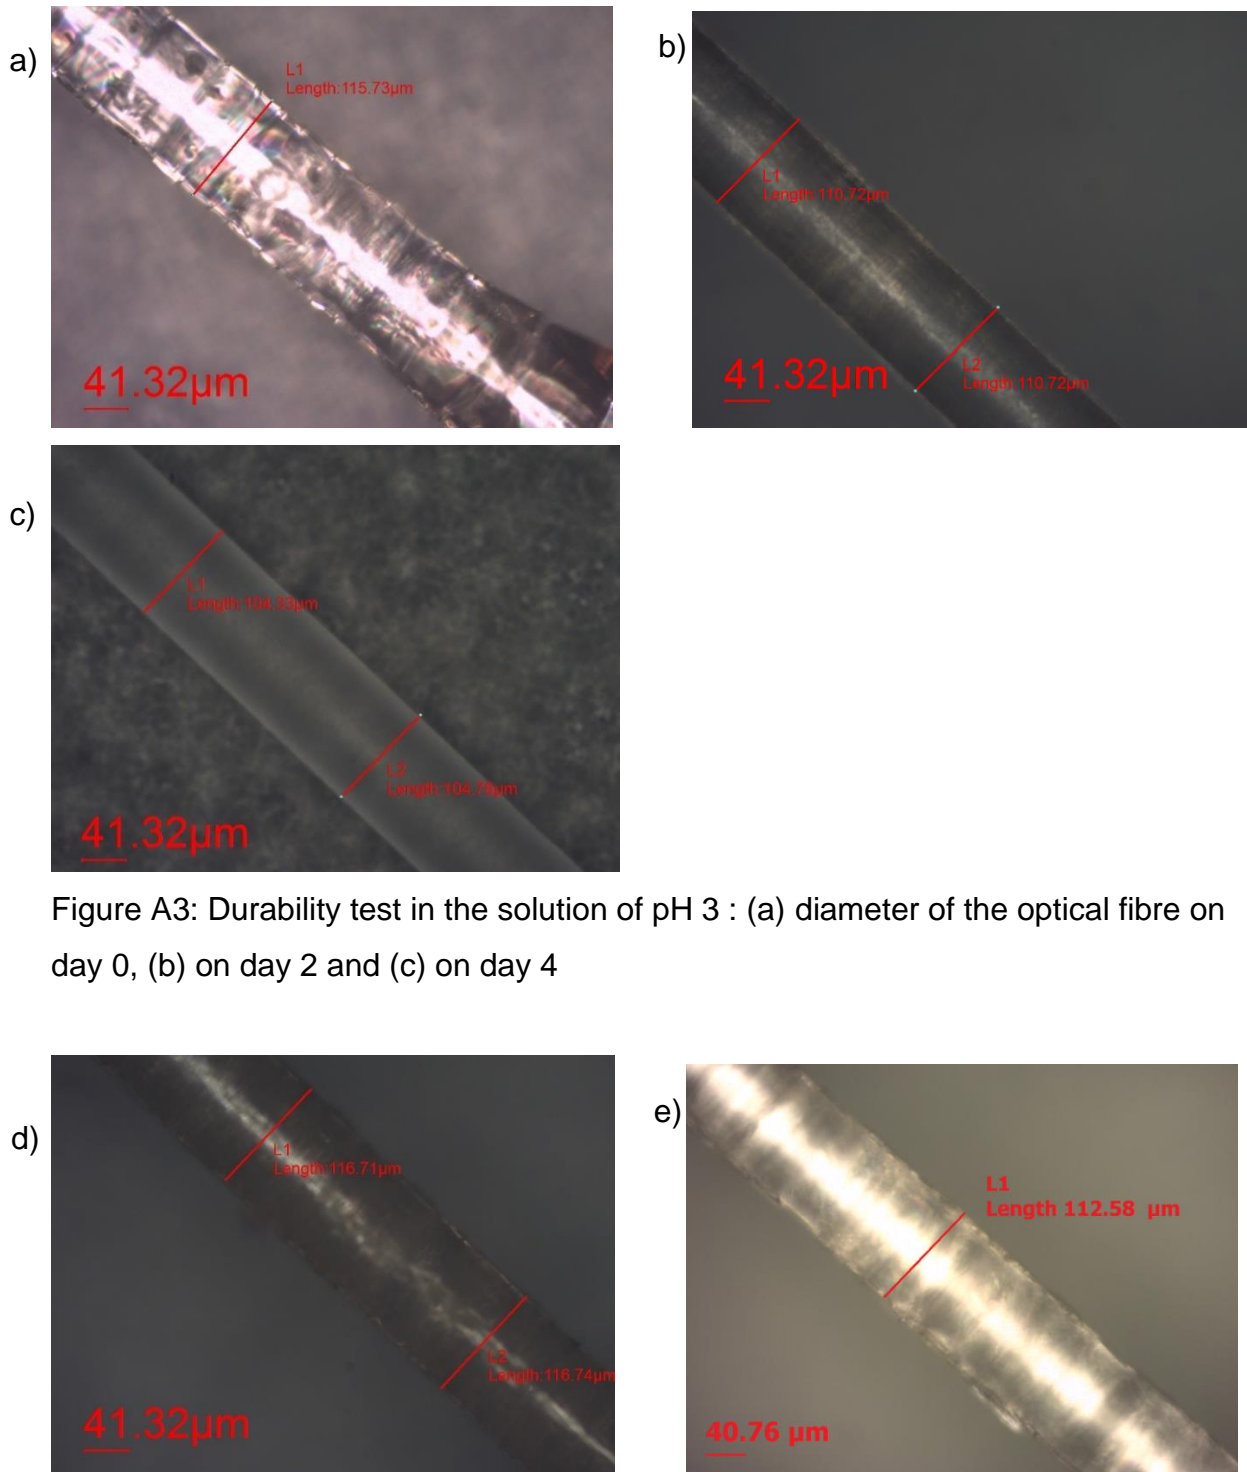 a)
L1
Length:115.73µm
41.32µm
b)
L1
Length:110.72µm
L2
Length:110.72µm
41.32µm
c)
L1
L2
41.32µm
Figure A3: Durability test in the solution of pH 3 : (a) diameter of the optical fibre on
day 0, (b) on day 2 and (c) on day 4
d)
L1
Length:116.71µm
L2
Length:116.74µm
41.32µm
e)
L1
Length 112.58 µm
40.76 µm